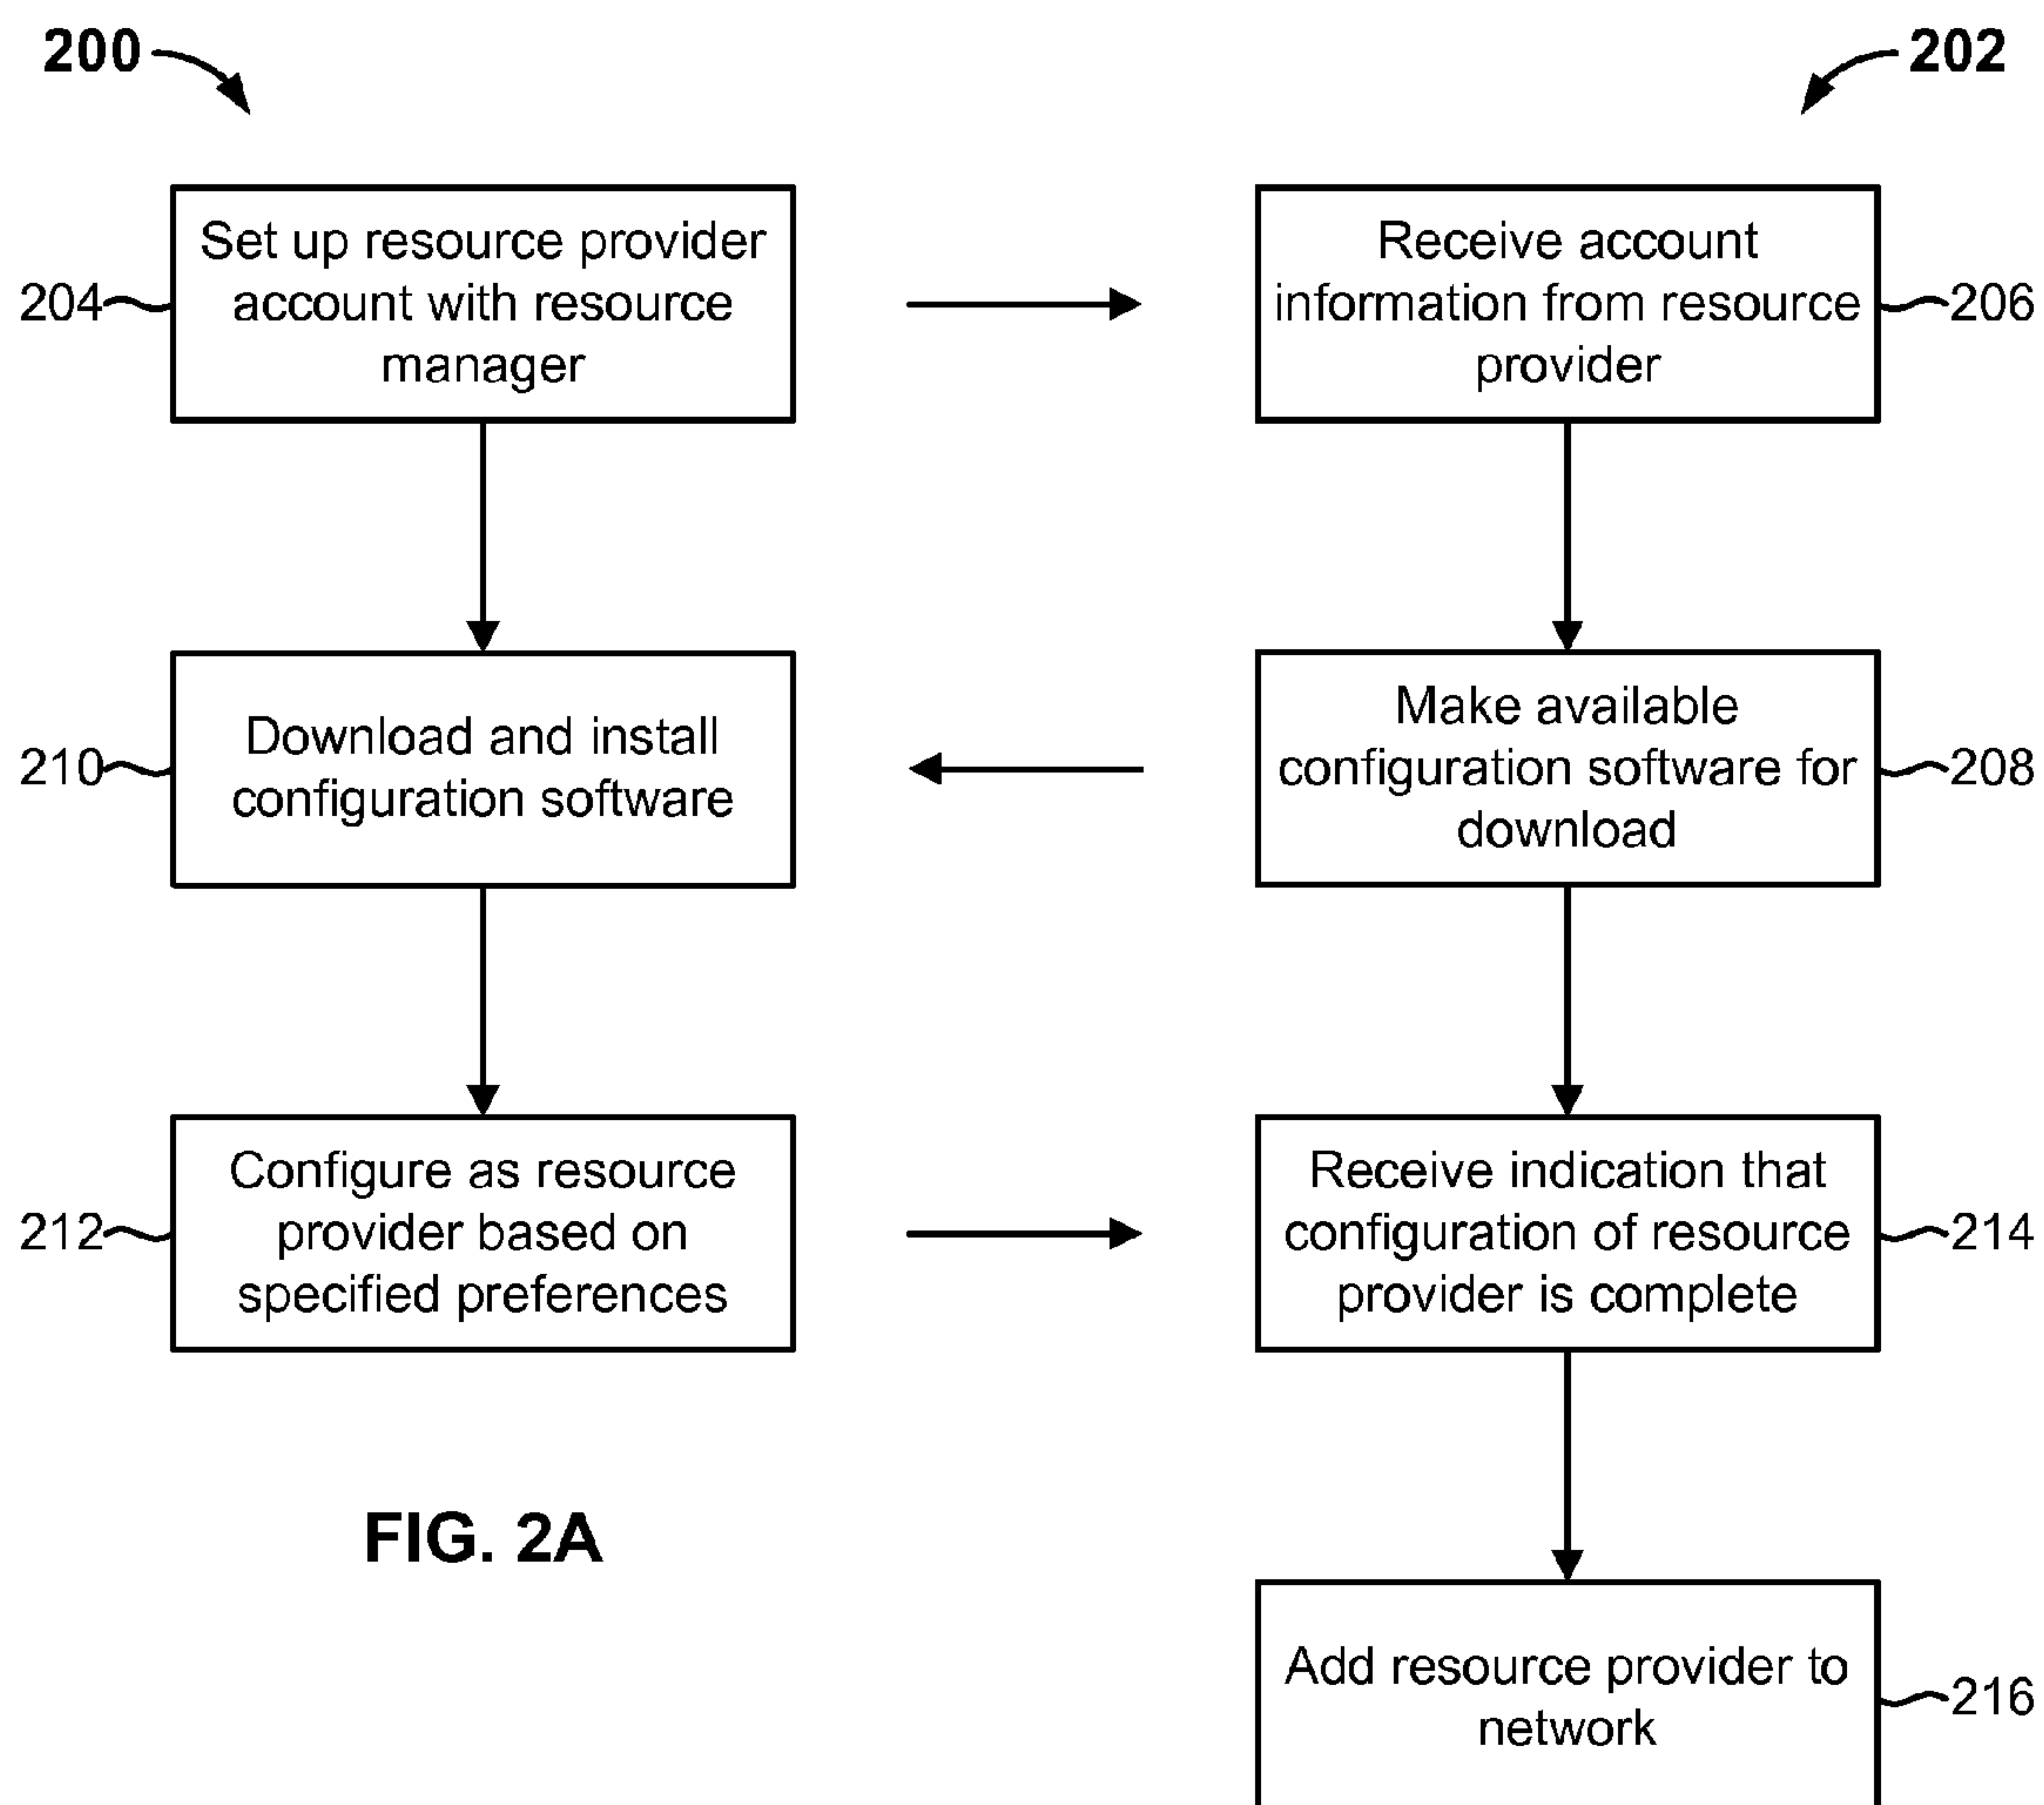 200
202
204
Set up resource provider
account with resource
manager
Receive account
information from resource
provider
206
210
Download and install
configuration software
Make available
configuration software for
download
208
212
Configure as resource
provider based on
specified preferences
Receive indication that
configuration of resource
provider is complete
214
FIG. 2A
Add resource provider to
network
216